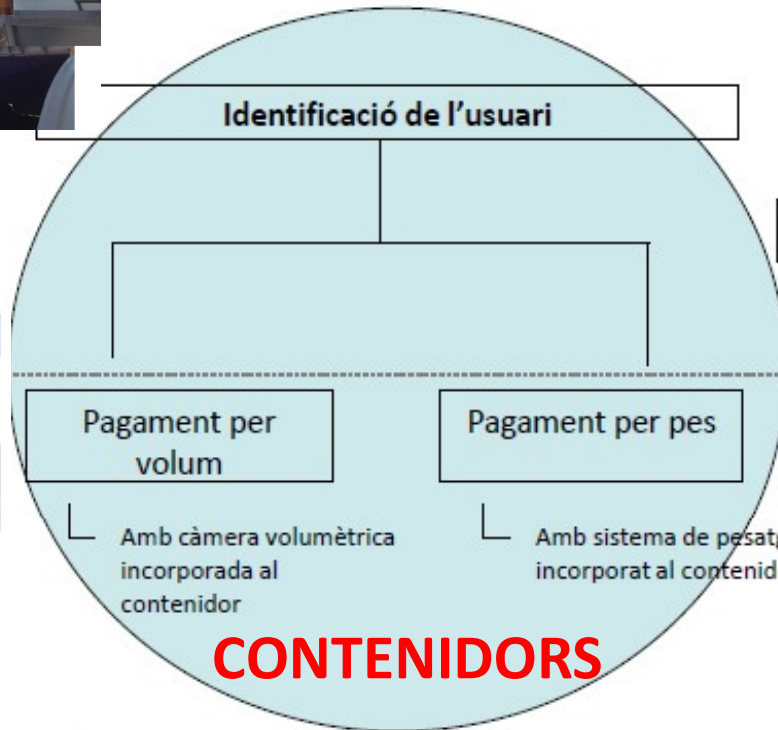 Identificació de l'usuari
Pagament per
volum
Pagament per pes
Amb càmera volumètrica
incorporada al
contenidor
Amb sistema de
incorporat al
CONTENIDORS